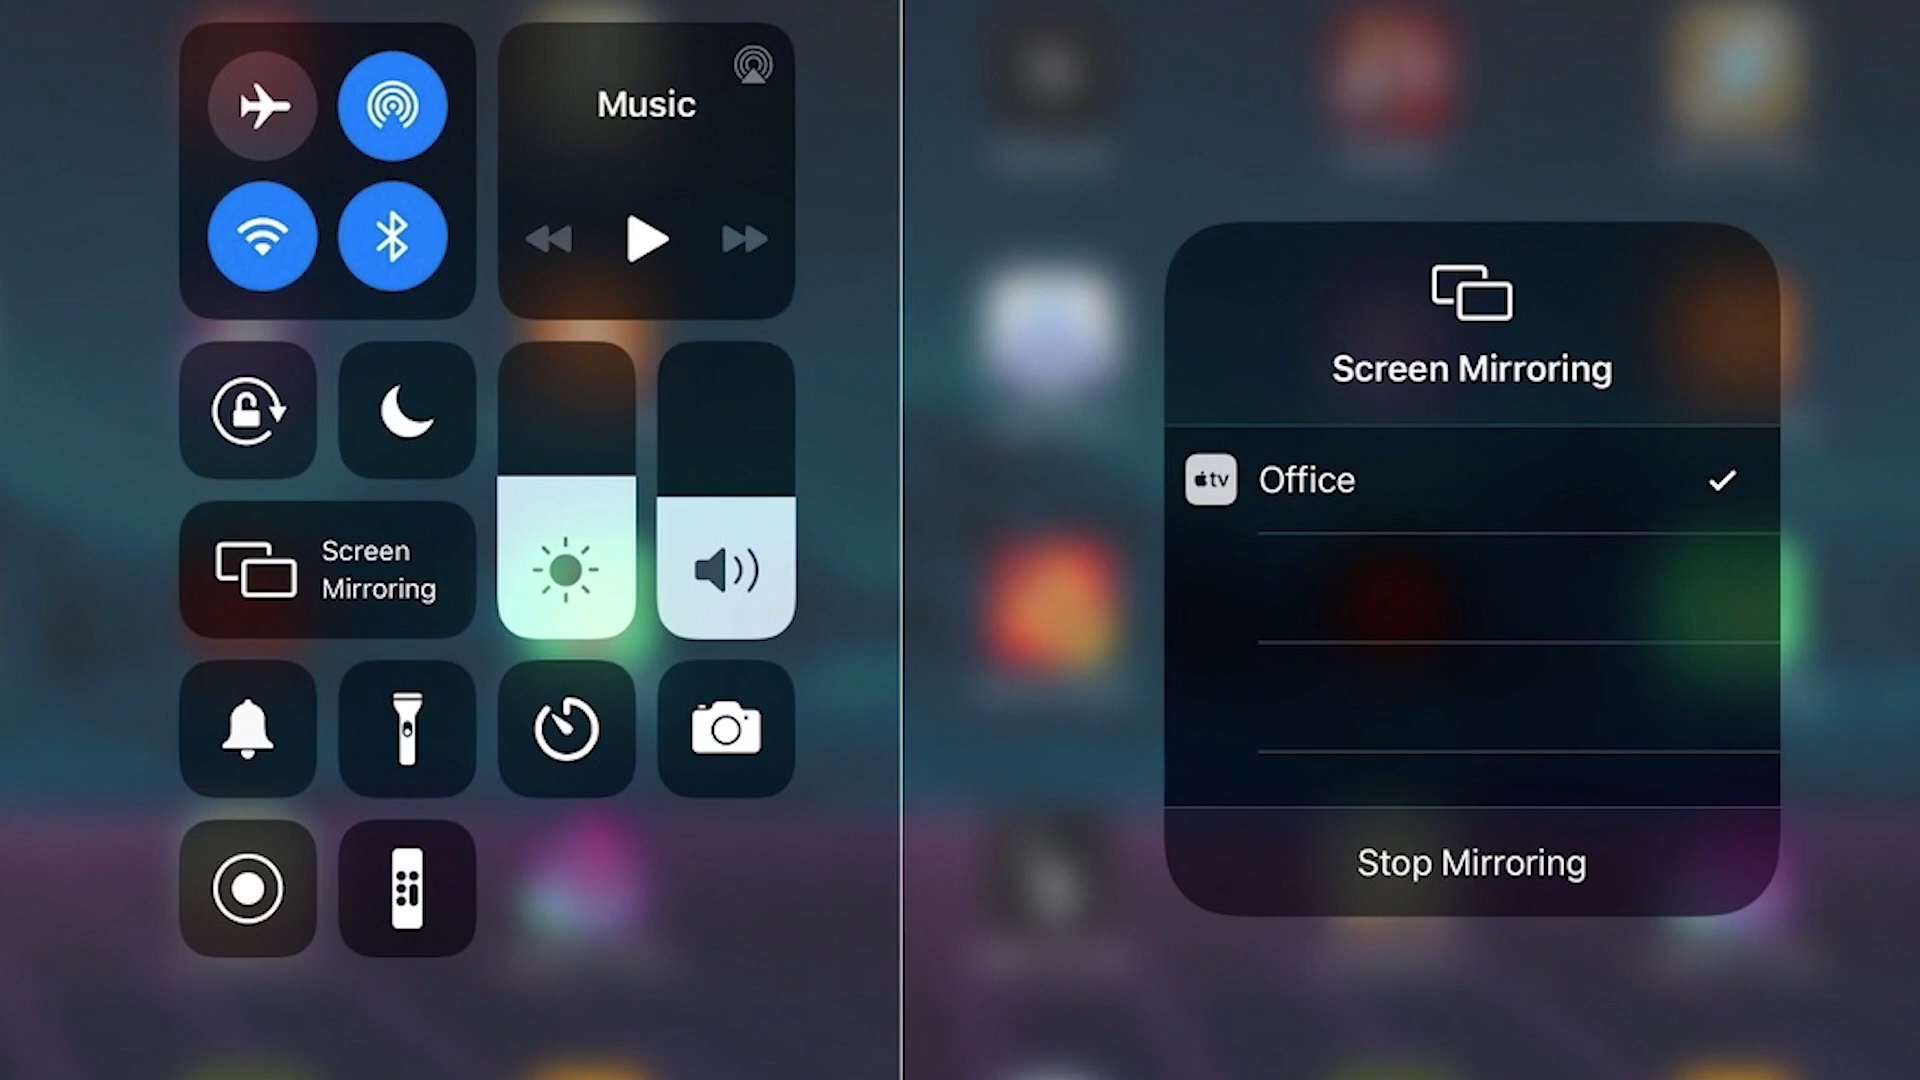 Music
Screen
Mirroring
Screen Mirroring
tv
Office
Stop Mirroring